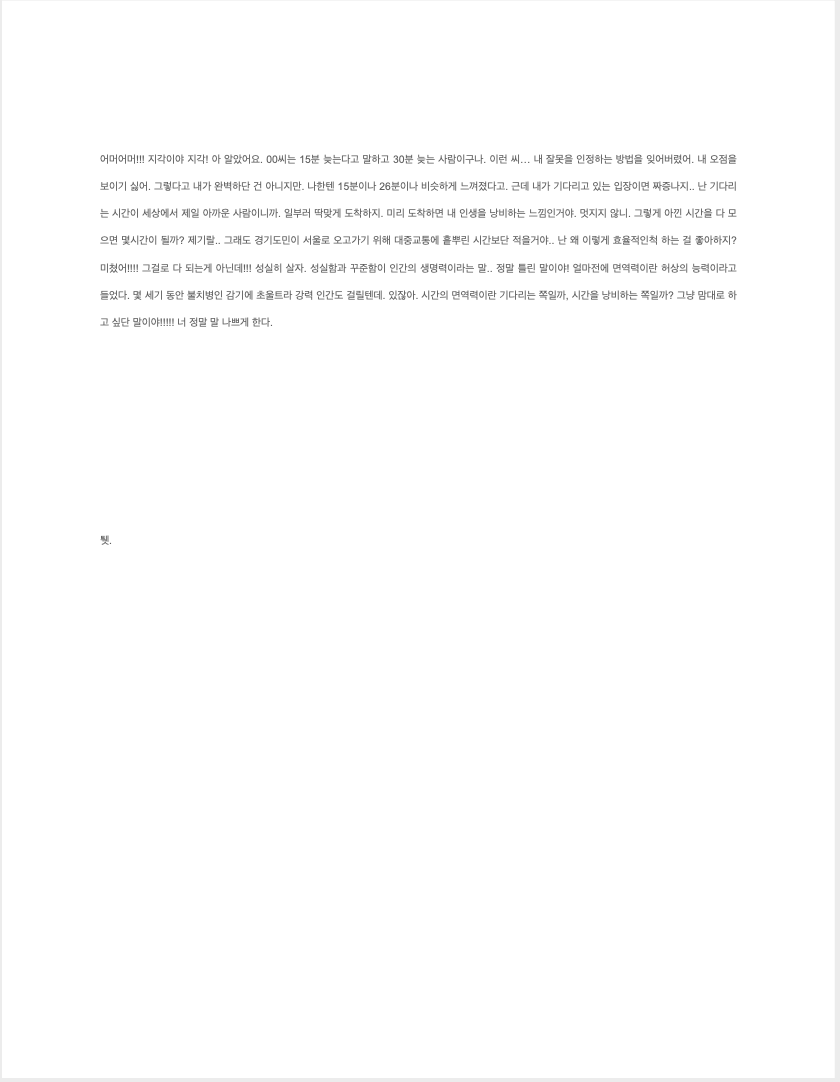 어머어머!!! 지각이야 지각! 아 알았어요. 00씨는 15분 늦는다고 말하고 30분 늦는 사람이구나. 이런 씨... 내 잘못을 인정하는 방법을 잊어버렸어. 내 오점을
보이기 싫어. 그렇다고 내가 완벽하단 건 아니지만. 나한텐 15분이나 26분이나 비슷하게 느껴졌다고. 근데 내가 기다리고 있는 입장이면 짜증나지.. 난 기다리
는 시간이 세상에서 제일 아까운 사람이니까. 일부러 딱맞게 도착하지. 미리 도착하면 내 인생을 낭비하는 느낌인거야. 멋지지 않니. 그렇게 아낀 시간을 다 모
으면 몇시간이 될까? 제기랄.. 그래도 경기도민이 서울로 오고가기 위해 대중교통에 흩뿌린 시간보단 적을거야.. 난 왜 이렇게 효율적인척 하는 걸 좋아하지?
미쳤어!!!! 그걸로 다 되는게 아닌데!!! 성실히 살자. 성실함과 꾸준함이 인간의 생명력이라는 말.. 정말 틀린 말이야! 얼마전에 면역력이란 허상의 능력이라고
들었다. 몇 세기 동안 불치병인 감기에 초울트라 강력 인간도 걸릴텐데. 있잖아. 시간의 면역력이란 기다리는 쪽일까, 시간을 낭비하는 쪽일까? 그냥 맘대로 하
고 싶단 말이야!!!!! 너 정말 말 나쁘게 한다.